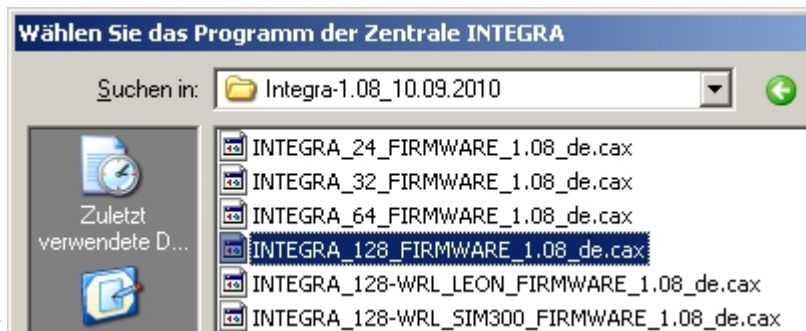 Wählen Sie das Programm der Zentrale INTEGRA
Suchen in: Integra-1.08_10.09.2010
INTEGRA_24_FIRMWARE_1.08_de.cax
INTEGRA_32_FIRMWARE_1.08_de.cax
INTEGRA_64_FIRMWARE_1.08_de.cax
INTEGRA_128_FIRMWARE_1.08_de.cax
INTEGRA_128-WRL_LEON_FIRMWARE_1.08_de.cax
INTEGRA_128-WRL_SIM300_FIRMWARE_1.08_de.cax
Zuletzt
verwendete D...